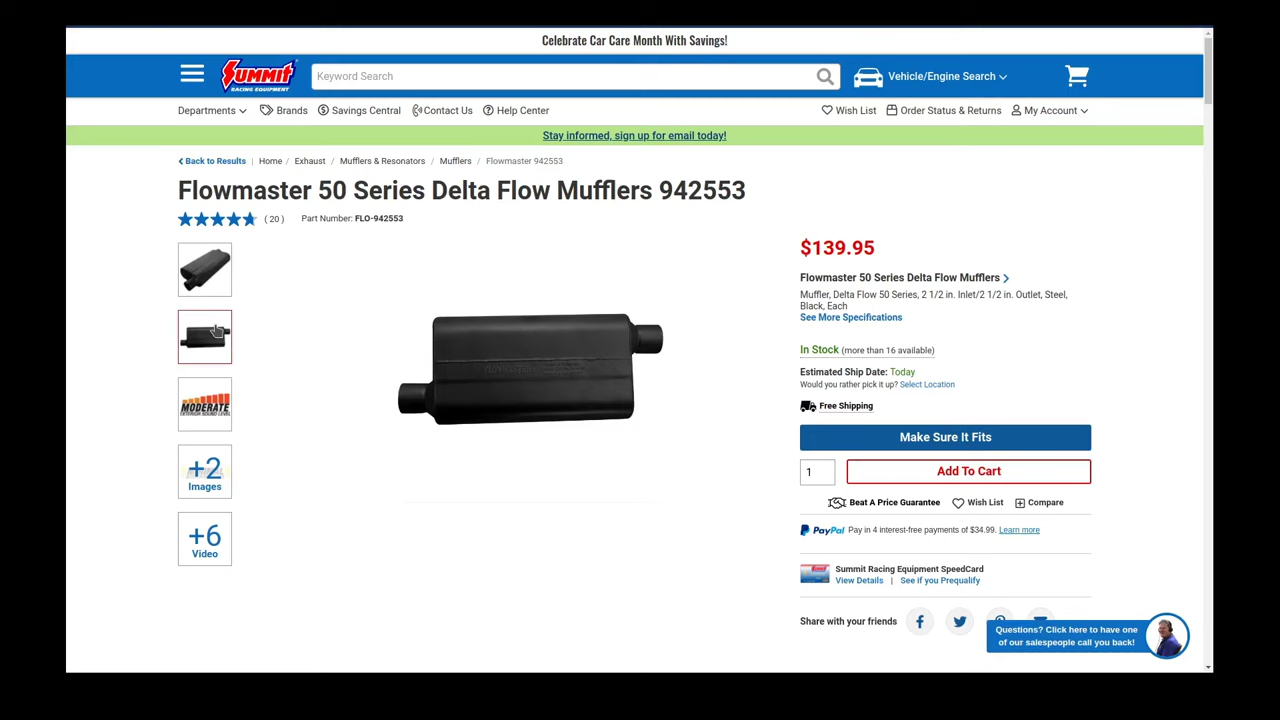 Celebrate Car Care Month With Savings!
SUMMIT
RACING EQUIPMENT
Keyword Search
Vehicle/Engine Search
Departments
Brands
Savings Central
Contact Us
Help Center
Wish List
Order Status & Returns
My Account
Stay informed, sign up for email today!
Back to Results
Home / Exhaust / Mufflers & Resonators / Mufflers / Flowmaster 942553
Flowmaster 50 Series Delta Flow Mufflers 942553
( 20 )
Part Number: FLO-942553
$139.95
Flowmaster 50 Series Delta Flow Mufflers
Muffler, Delta Flow 50 Series, 2 1/2 in. Inlet/2 1/2 in. Outlet, Steel,
Black, Each
See More Specifications
In Stock (more than 16 available)
Estimated Ship Date: Today
Would you rather pick it up? Select Location
Free Shipping
Make Sure It Fits
1
Add To Cart
Beat A Price Guarantee
Wish List
Compare
PayPal Pay in 4 interest-free payments of $34.99. Learn more
Summit Racing Equipment SpeedCard
View Details | See if you Prequalify
Share with your friends
Questions? Click here to have one
of our salespeople call you back!
MODERATE
EXTERIOR SOUND LEVEL
+2
Images
+6
Video
FLOWMASTER